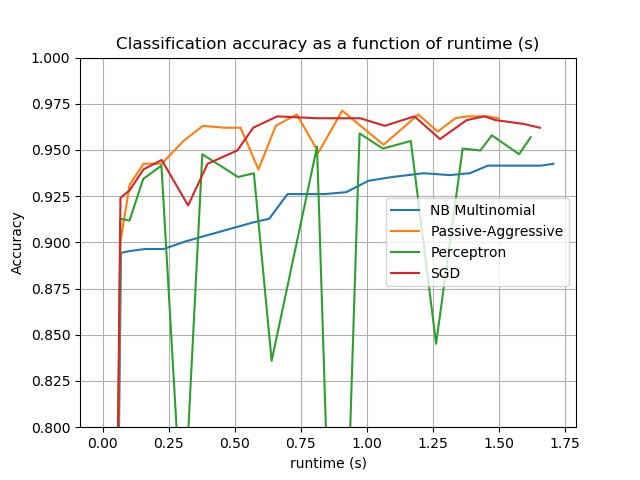 Classification accuracy as a function of runtime (s)
1.000
0.975
0.950
0.925
0.900
0.875
0.850
0.825
0.800
Accuracy
NB Multinomial
Passive-Aggressive
Perceptron
SGD
0.00 0.25 0.50 0.75 1.00 1.25 1.50 1.75
runtime (s)